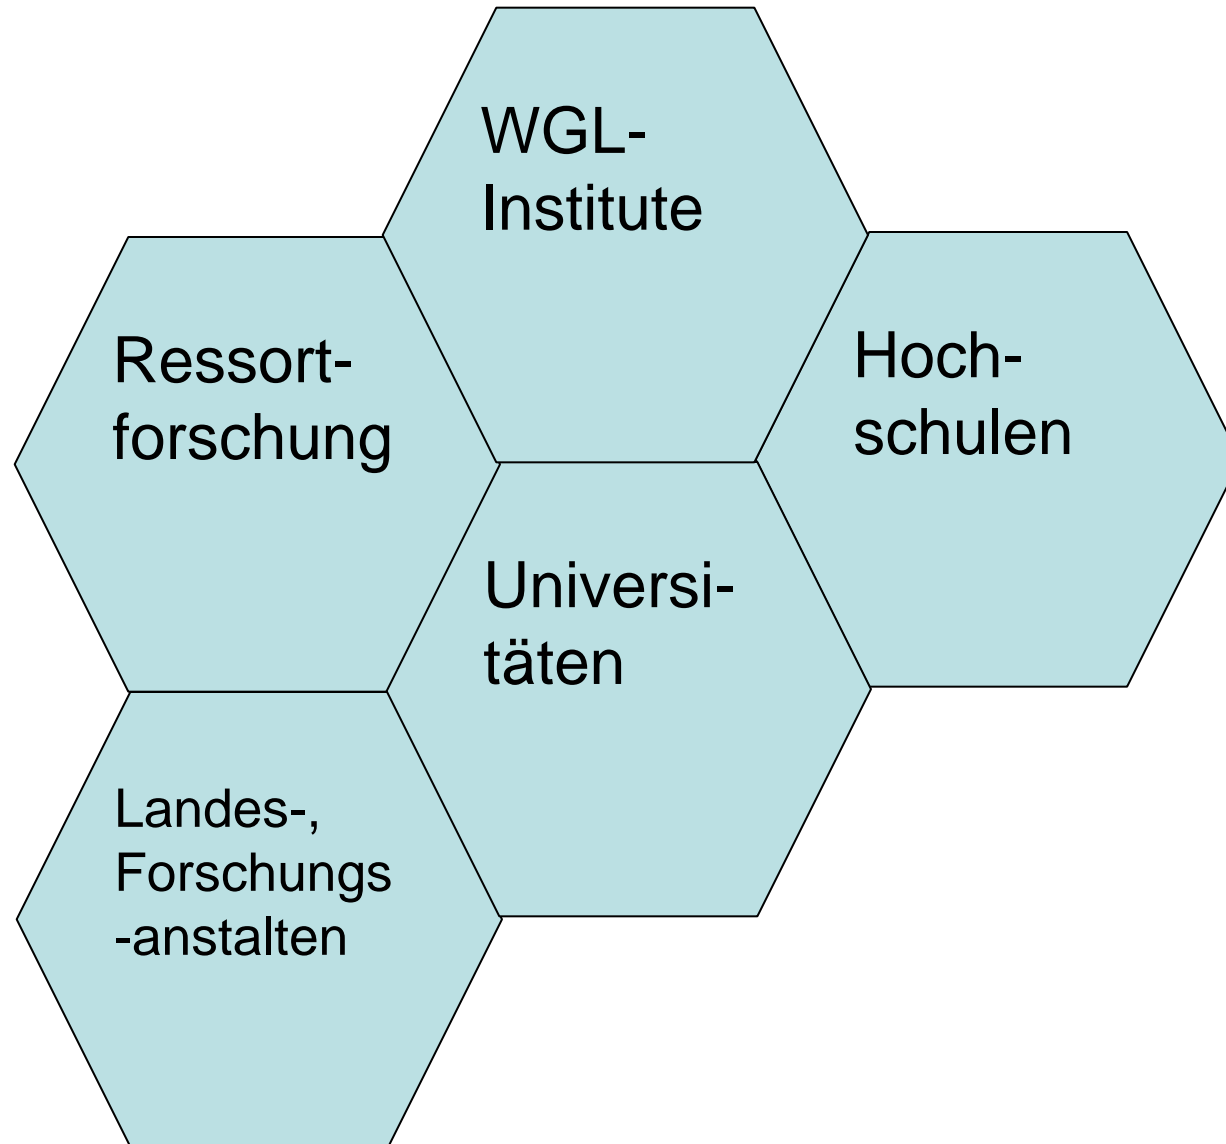 WGL-
Institute
Ressort-
forschung
Hoch-
schulen
Universi-
täten
Landes-,
Forschungs
-anstalten